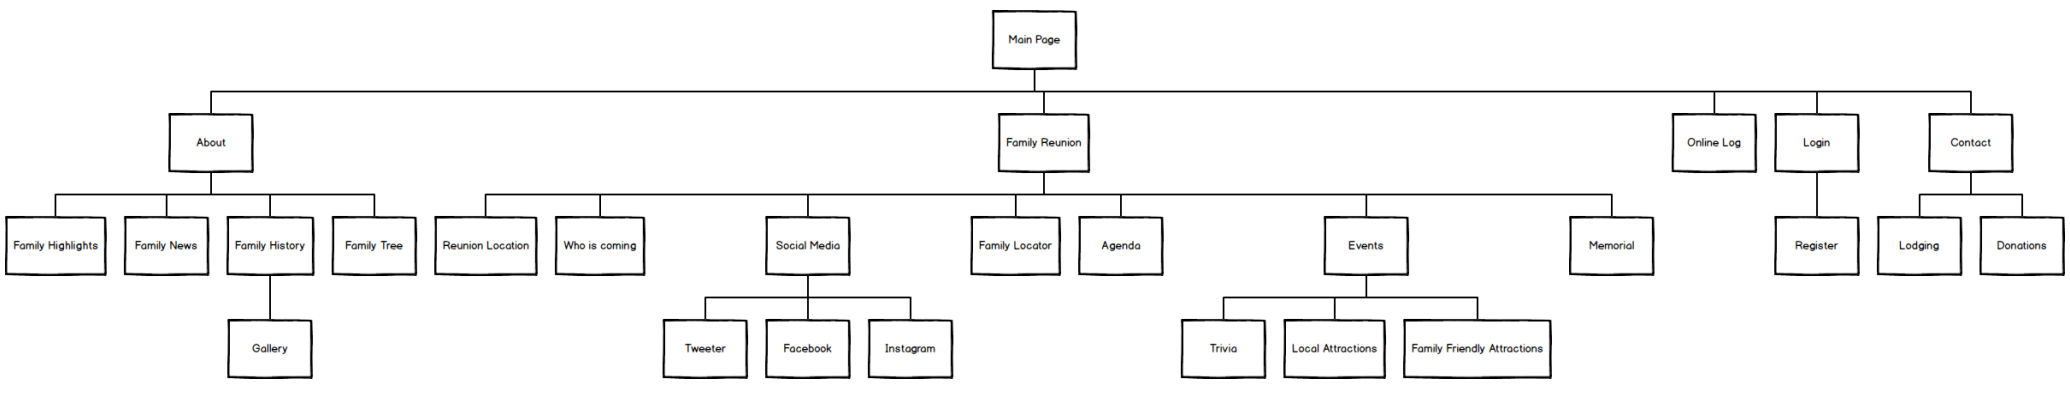 Main Page
About
Family Reunion
Online Log
Login
Contact
Family Highlights
Family News
Family History
Family Tree
Reunion Location
Who is coming
Social Media
Family Locator
Agenda
Events
Memorial
Register
Lodging
Donations
Gallery
Tweeter
Facebook
Instagram
Trivia
Local Attractions
Family Friendly Attractions